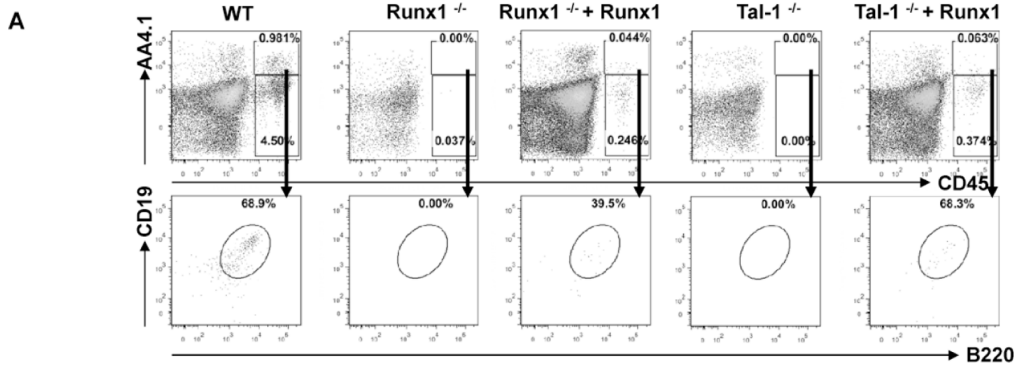 A
WT Runx1 -/- Runx1 -/- + Runx1 Tal-1 -/- Tal-1 -/- + Runx1
AA4.1
0.981% 0.00% 0.044% 0.00% 0.063%
4.50% 0.037% 0.246% 0.00% 0.374%
CD45
CD19
68.9% 0.00% 39.5% 0.00% 68.3%
B220